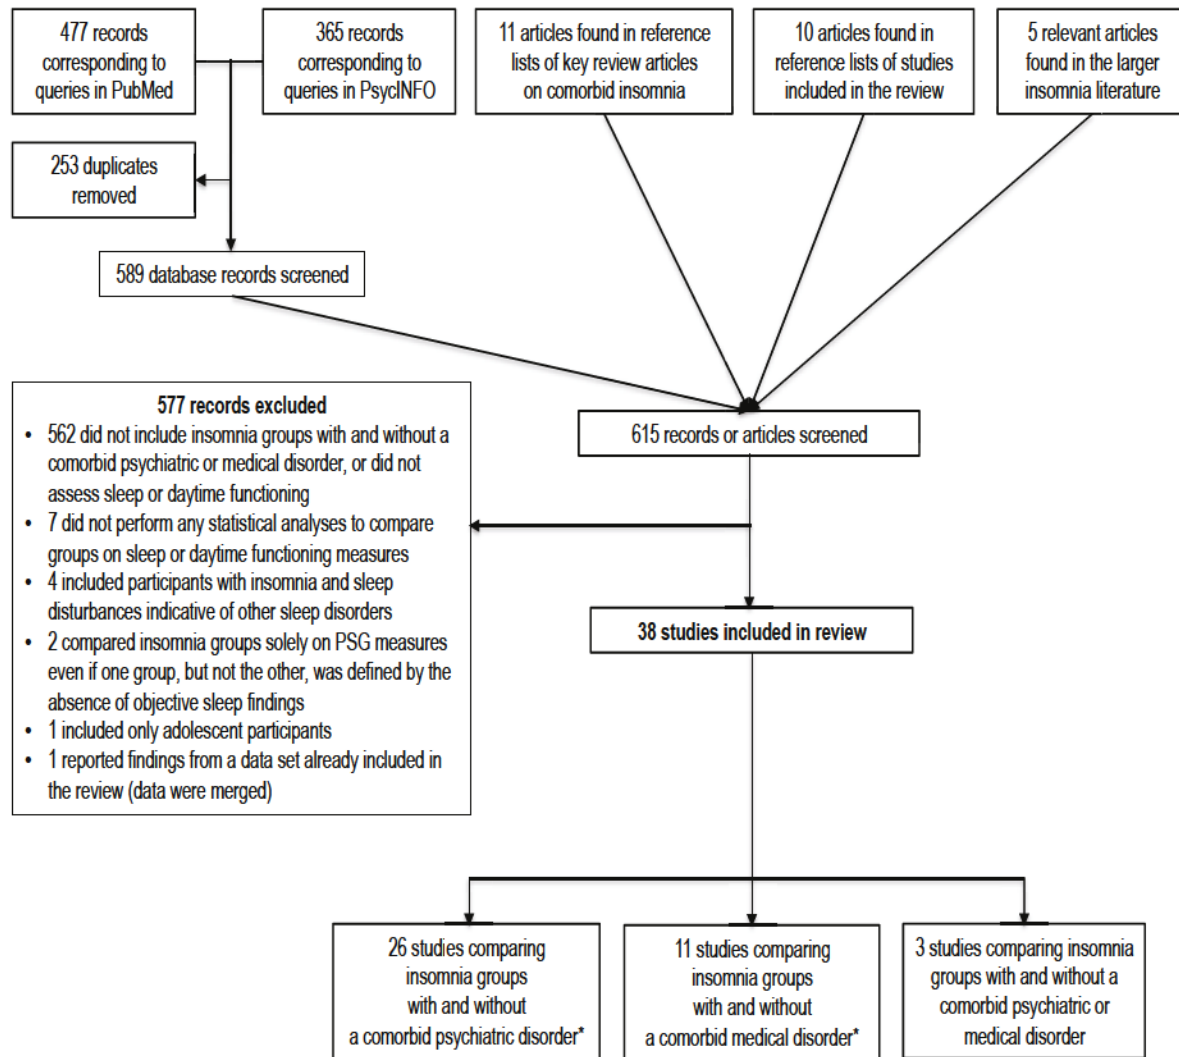 477 records
corresponding to
queries in PubMed
365 records
corresponding to
queries in PsycINFO
11 articles found in reference
lists of key review articles
on comorbid insomnia
10 articles found in
reference lists of studies
included in the review
5 relevant articles
found in the larger
insomnia literature
253 duplicates
removed
589 database records screened
577 records excluded
• 562 did not include insomnia groups with and without a
comorbid psychiatric or medical disorder, or did not
assess sleep or daytime functioning
• 7 did not perform any statistical analyses to compare
groups on sleep or daytime functioning measures
• 4 included participants with insomnia and sleep
disturbances indicative of other sleep disorders
• 2 compared insomnia groups solely on PSG measures
even if one group, but not the other, was defined by the
absence of objective sleep findings
• 1 included only adolescent participants
• 1 reported findings from a data set already included in
the review (data were merged)
615 records or articles screened
38 studies included in review
26 studies comparing
insomnia groups
with and without
a comorbid psychiatric disorder*
11 studies comparing
insomnia groups
with and without
a comorbid medical disorder*
3 studies comparing insomnia
groups with and without a
comorbid psychiatric or
medical disorder